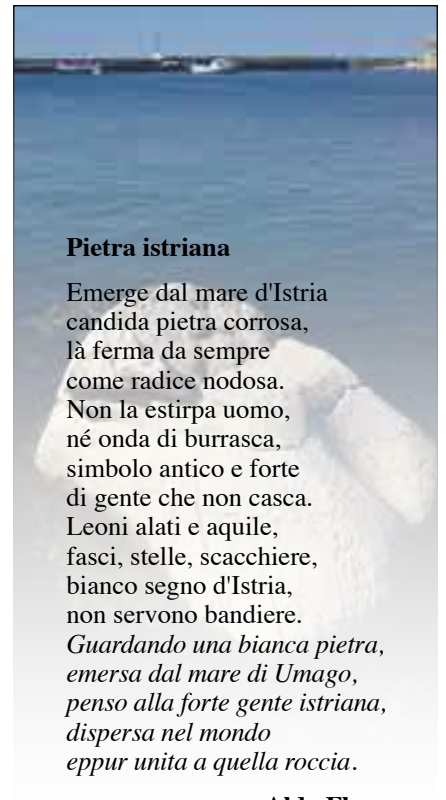 Pietra istriana
Emerge dal mare d'Istria
candida pietra corrosa,
là ferma da sempre
come radice nodosa.
Non la estirpa uomo,
né onda di burrasca,
simbolo antico e forte
di gente che non casca.
Leoni alati e aquile,
fasci, stelle, scacchiere,
bianco segno d'Istria,
non servono bandiere.
Guardando una bianca pietra,
emersa dal mare di Umago,
penso alla forte gente istriana,
dispersa nel mondo
eppur unita a quella roccia.